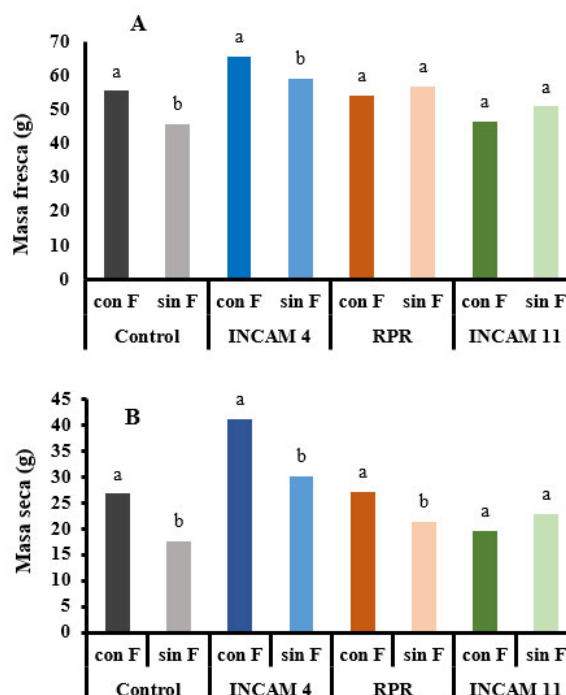 A
Masa fresca (g)
70
60
50
40
30
20
10
0
a
b
a
b
a
a
a
a
con F sin F con F sin F con F sin F con F sin F
Control INCAM 4 RPR INCAM 11
B
Masa seca (g)
45
40
35
30
25
20
15
10
5
0
a
b
a
b
a
b
a
a
con F sin F con F sin F con F sin F con F sin F
Control INCAM 4 RPR INCAM 11